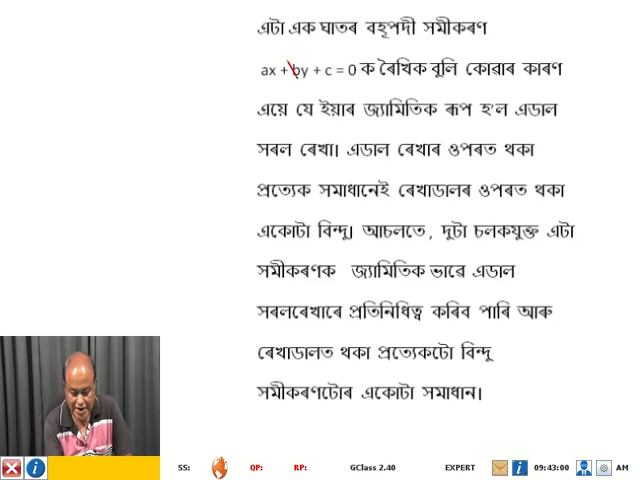 এটা এক ঘাতৰ বহূপদী সমীকৰণ
ax + by + c = 0 ক ৰৈখিক বুলি কোৱাৰ কাৰণ
এয়ে যে ইয়াৰ জ্যামিতিক ৰূপ হ'ল এডাল
সৰল ৰেখা। এডাল ৰেখাৰ ওপৰত থকা
প্ৰত্যেক সমাধানেই ৰেখাডালৰ ওপৰত থকা
একোটা বিন্দু। আচলতে, দুটা চলকযুক্ত এটা
সমীকৰণক জ্যামিতিক ভাৱে এডাল
সৰলৰেখাৰে প্ৰতিনিধিত্ব কৰিব পাৰি আৰু
ৰেখাডালত থকা প্ৰত্যেকটো বিন্দু
সমীকৰণটোৰ একোটা সমাধান।
SS: QP: RP: GClass 2.40 EXPERT 09:43:00 AM